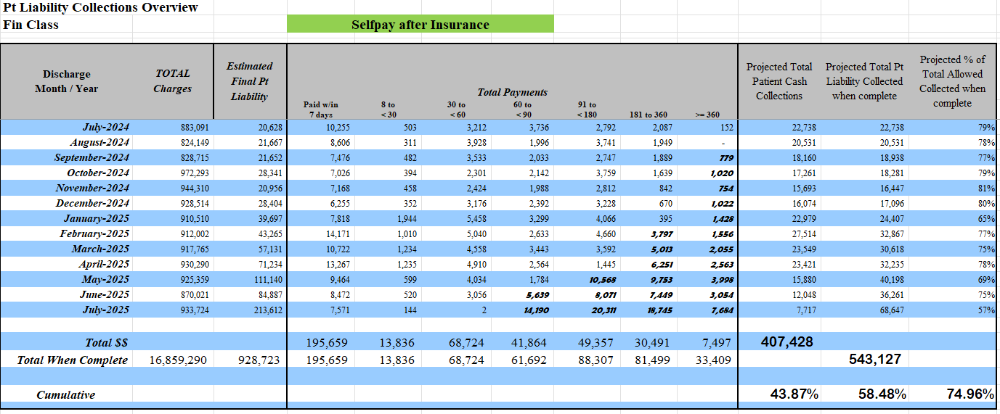 Pt Liability Collections Overview
Fin Class Selfpay after Insurance
Discharge Month / Year TOTAL Charges Estimated Final Pt Liability Total Payments Projected Total Patient Cash Collections Projected Total Pt Liability Collected when complete Projected % of Total Allowed Collected when complete
Paid w/in 7 days 8 to < 30 30 to < 60 60 to < 90 91 to < 180 181 to 360 >= 360
July-2024 883,091 20,628 10,255 503 3,212 3,736 2,792 2,087 152 22,738 22,738 79%
August-2024 824,149 21,667 8,606 311 3,928 1,996 3,741 1,949 - 20,531 20,531 78%
September-2024 828,715 21,652 7,476 482 3,533 2,033 2,747 1,889 779 18,160 18,938 77%
October-2024 972,293 28,341 7,026 394 2,301 2,142 3,759 1,639 1,020 17,261 18,281 79%
November-2024 944,310 20,956 7,168 458 2,424 1,988 2,812 842 754 15,693 16,447 81%
December-2024 928,514 28,404 6,255 352 3,176 2,392 3,228 670 1,022 16,074 17,096 80%
January-2025 910,510 39,697 7,818 1,944 5,458 3,299 4,066 395 1,428 22,979 24,407 65%
February-2025 912,002 43,265 14,171 1,010 5,040 2,633 4,660 3,797 1,556 27,514 32,867 77%
March-2025 917,765 57,131 10,722 1,234 4,558 3,443 3,592 5,013 2,055 23,549 30,618 75%
April-2025 930,290 71,234 13,267 1,235 4,910 2,564 1,445 6,251 2,563 23,421 32,235 78%
May-2025 925,359 111,140 9,464 599 4,034 1,784 10,568 9,753 3,998 15,880 40,198 69%
June-2025 870,021 84,887 8,472 520 3,056 5,639 8,071 7,449 3,054 12,048 36,261 75%
July-2025 933,724 213,612 7,571 144 2 14,190 20,311 18,745 7,684 7,717 68,647 57%
Total $$ 195,659 13,836 68,724 41,864 49,357 30,491 7,497 407,428
Total When Complete 16,859,290 928,723 195,659 13,836 68,724 61,692 88,307 81,499 33,409 543,127
Cumulative 43.87% 58.48% 74.96%